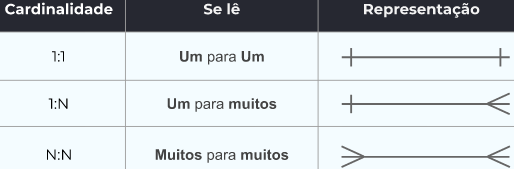 Cardinalidade Se lê Representação
1:1 Um para Um
1:N Um para muitos
N:N Muitos para muitos